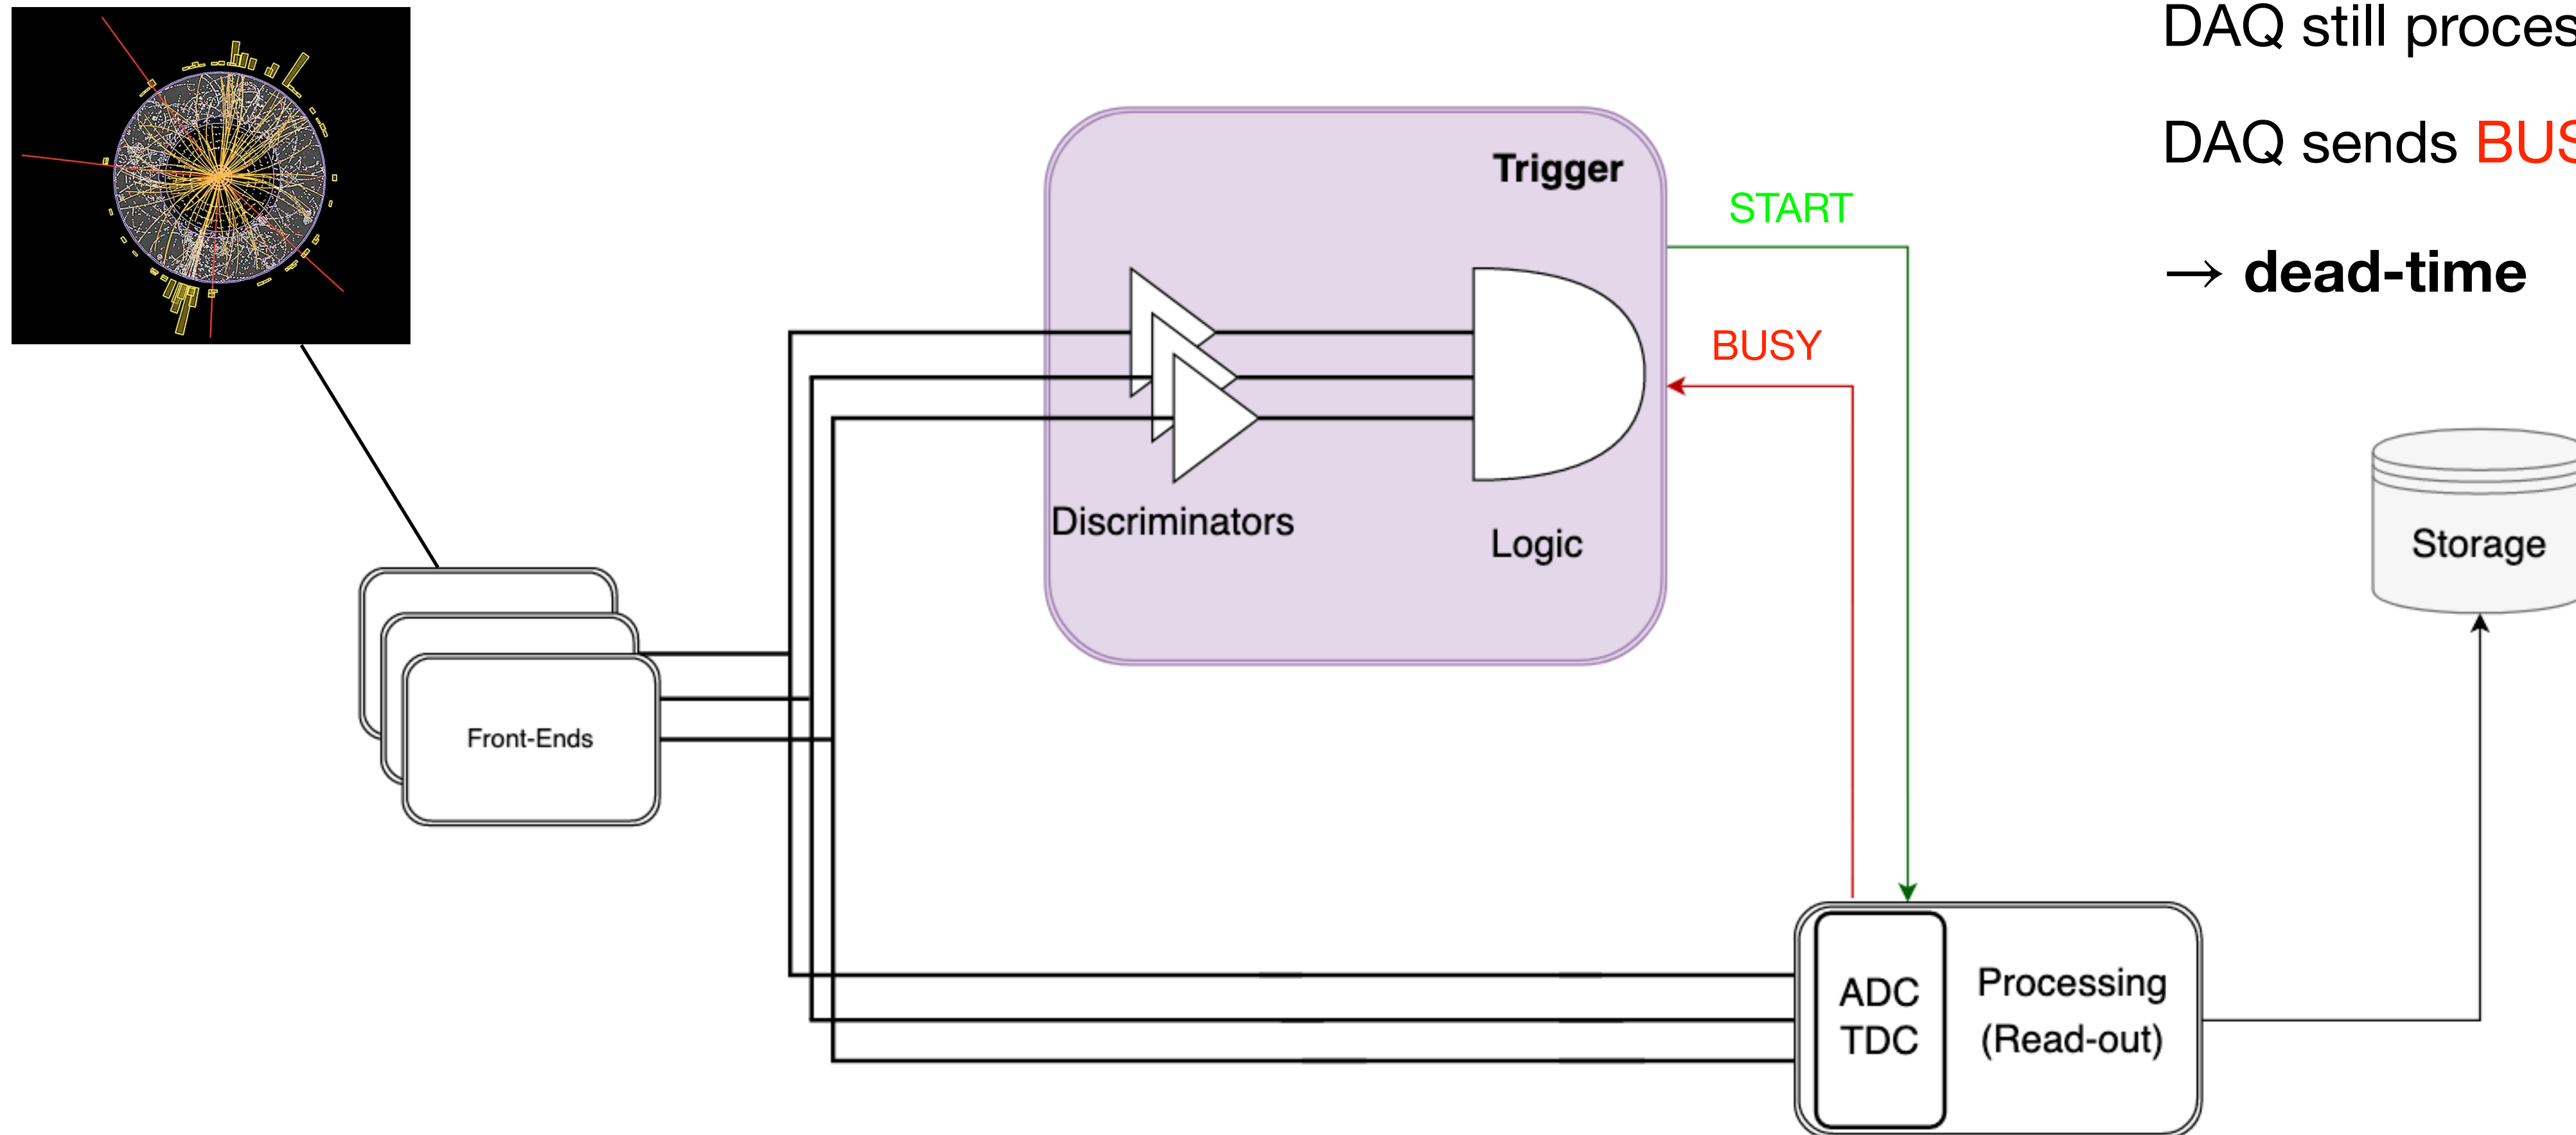 DAQ still proces
DAQ sends BUS
→ dead-time
Trigger
START
BUSY
Discriminators
Logic
Storage
Front-Ends
ADC
TDC
Processing
(Read-out)